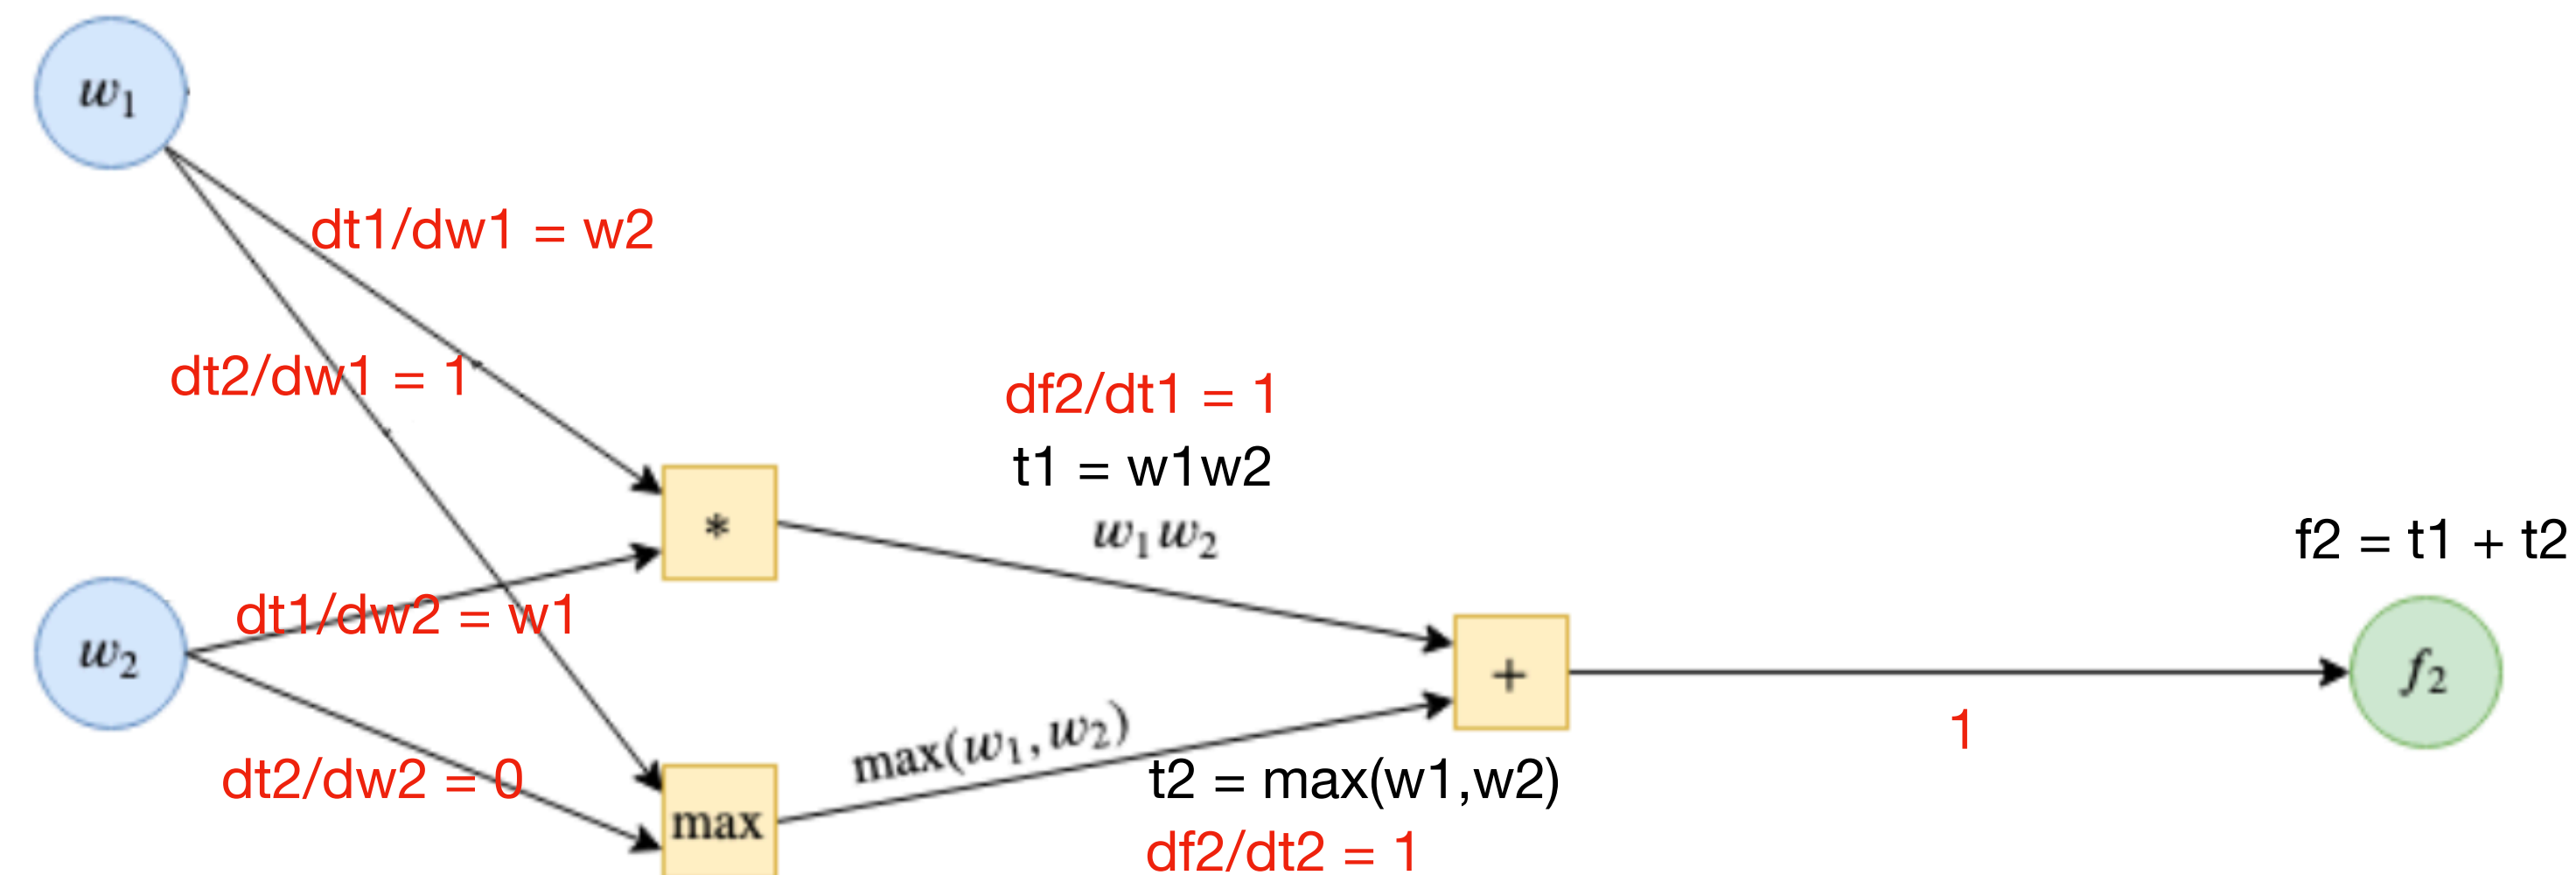 w₁
dt1/dw1 = w2
dt2/dw1 = 1
df2/dt1 = 1
t1 = w1w2
*
w₁w₂
f2 = t1 + t2
dt1/dw2 = w1
w₂
+
f₂
max(w₁, w₂)
1
dt2/dw2 = 0
t2 = max(w1,w2)
max
df2/dt2 = 1